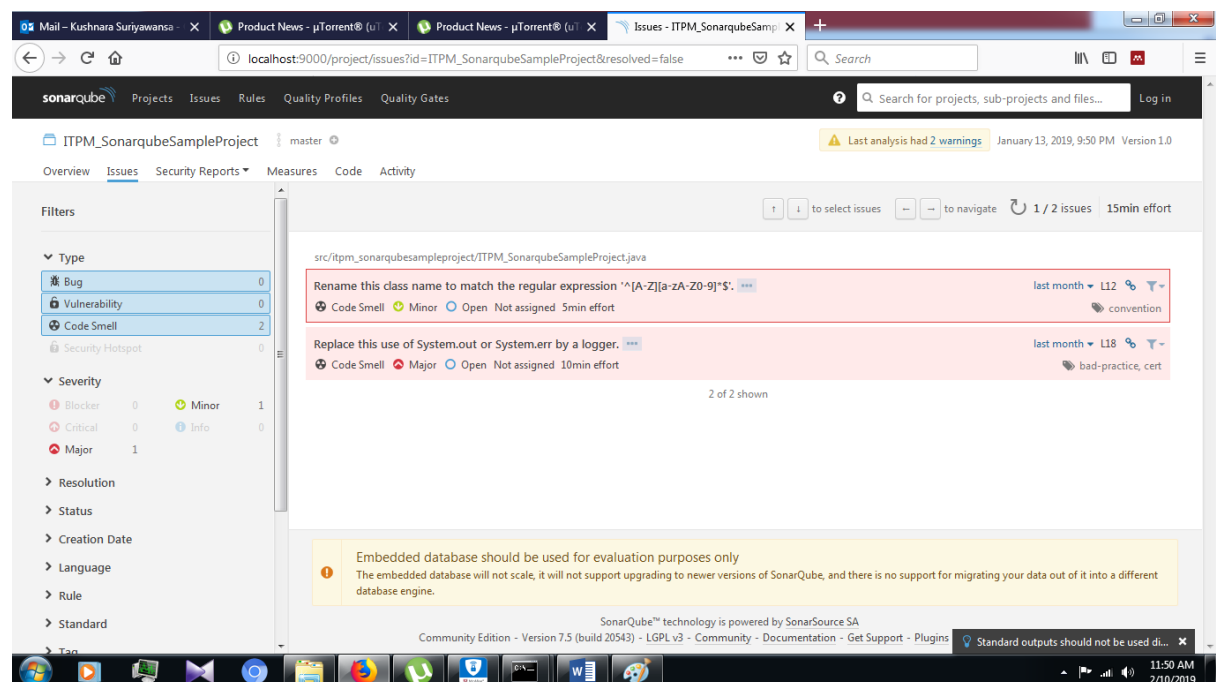 Mail – Kushnara Suriyawansa -
Product News - µTorrent® (uT
Product News - µTorrent® (uT
Issues - ITPM_SonarqubeSampl
localhost:9000/project/issues?id=ITPM_SonarqubeSampleProject&resolved=false
Search
sonarqube Projects Issues Rules Quality Profiles Quality Gates
Search for projects, sub-projects and files...
Log in
ITPM_SonarqubeSampleProject master
Last analysis had 2 warnings January 13, 2019, 9:50 PM Version 1.0
Overview Issues Security Reports Measures Code Activity
Filters
↑ ↓ to select issues ← → to navigate 1 / 2 issues 15min effort
Type
Bug 0
Vulnerability 0
Code Smell 2
Security Hotspot 0
Severity
Blocker 0 Minor 1
Critical 0 Info 0
Major 1
Resolution
Status
Creation Date
Language
Rule
Standard
Tag
src/itpm_sonarqubesampleproject/ITPM_SonarqubeSampleProject.java
Rename this class name to match the regular expression '^[A-Z][a-zA-Z0-9]*$'. last month L12
Code Smell Minor Open Not assigned 5min effort convention
Replace this use of System.out or System.err by a logger. last month L18
Code Smell Major Open Not assigned 10min effort bad-practice, cert
2 of 2 shown
Embedded database should be used for evaluation purposes only
The embedded database will not scale, it will not support upgrading to newer versions of SonarQube, and there is no support for migrating your data out of it into a different
database engine.
SonarQube™ technology is powered by SonarSource SA
Community Edition - Version 7.5 (build 20543) - LGPL v3 - Community - Documentation - Get Support - Plugins
Standard outputs should not be used di...
11:50 AM
2/10/2019